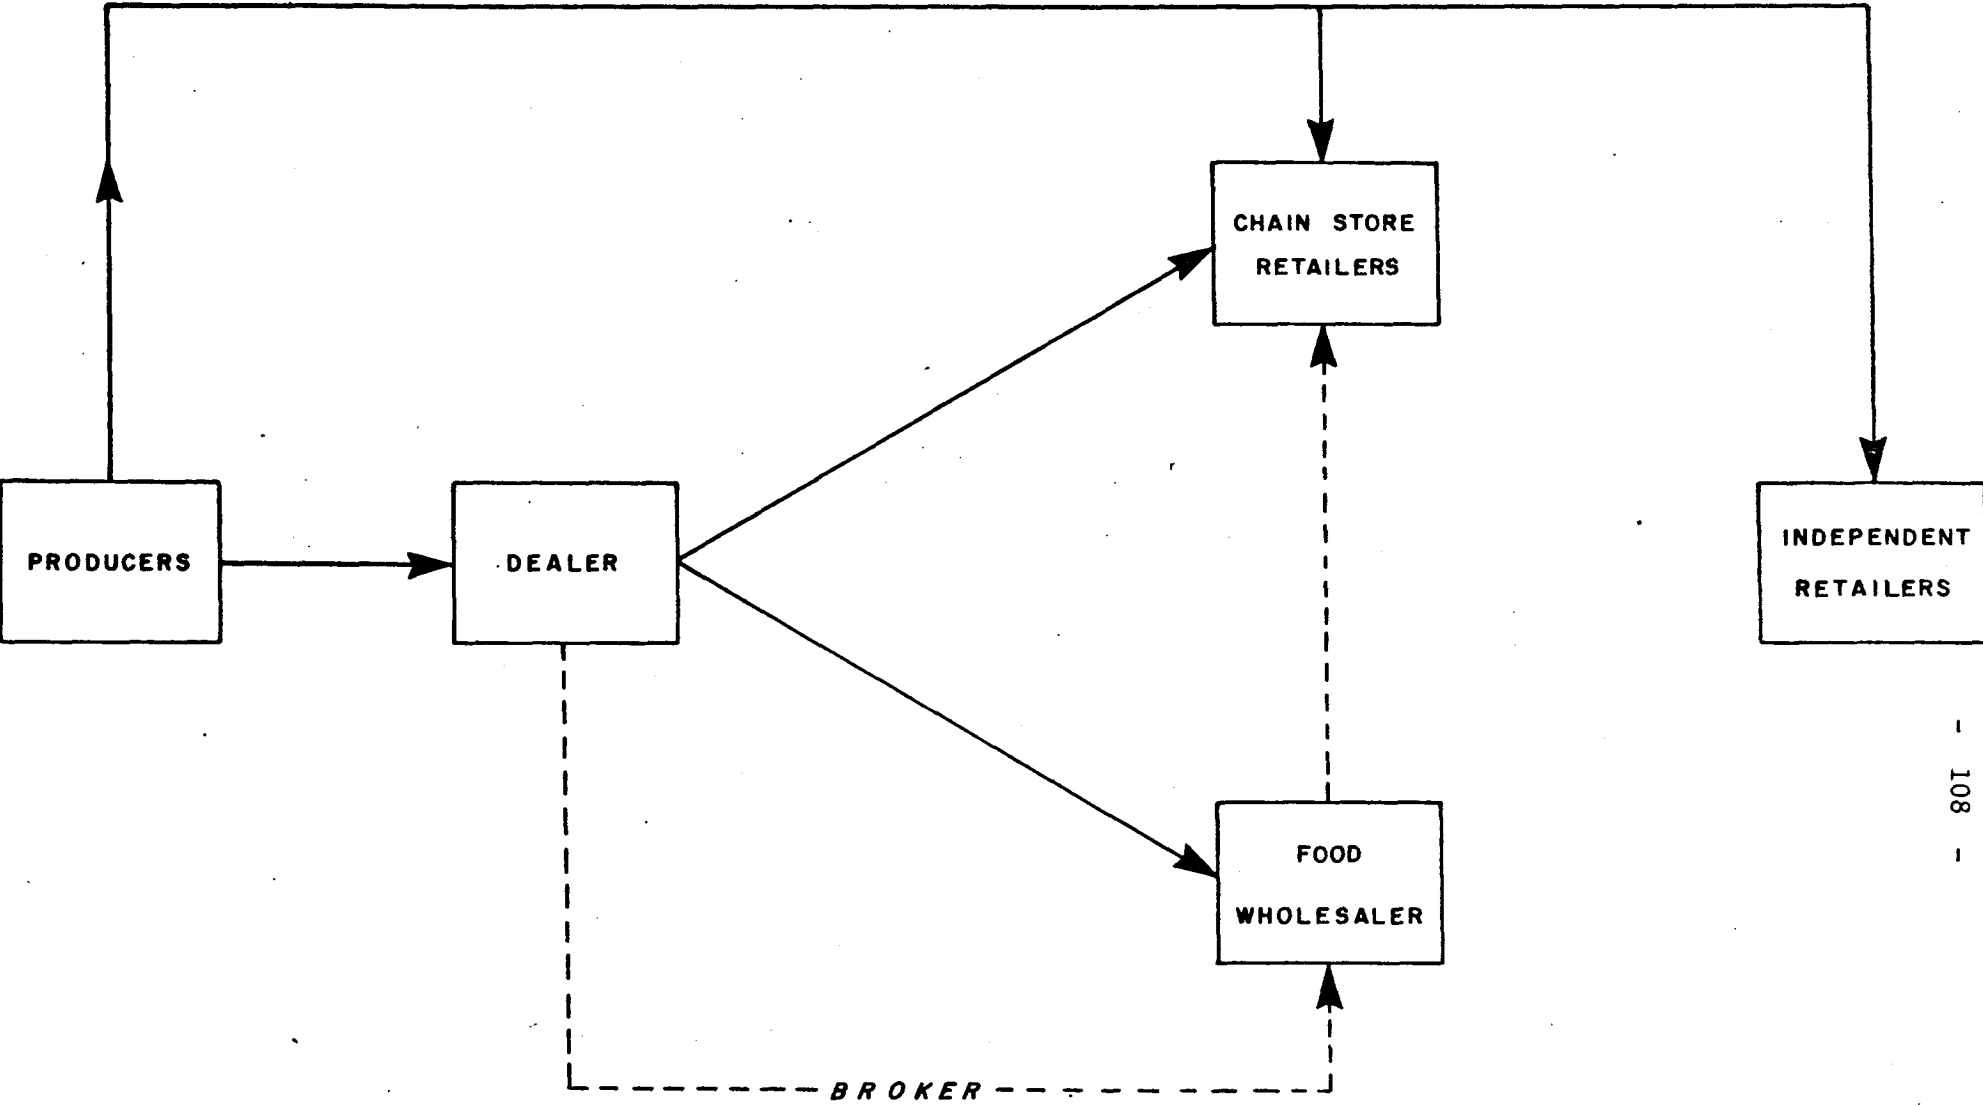 CHAIN STORE
RETAILERS
PRODUCERS
DEALER
INDEPENDENT
RETAILERS
FOOD
WHOLESALER
BROKER
- 108 -